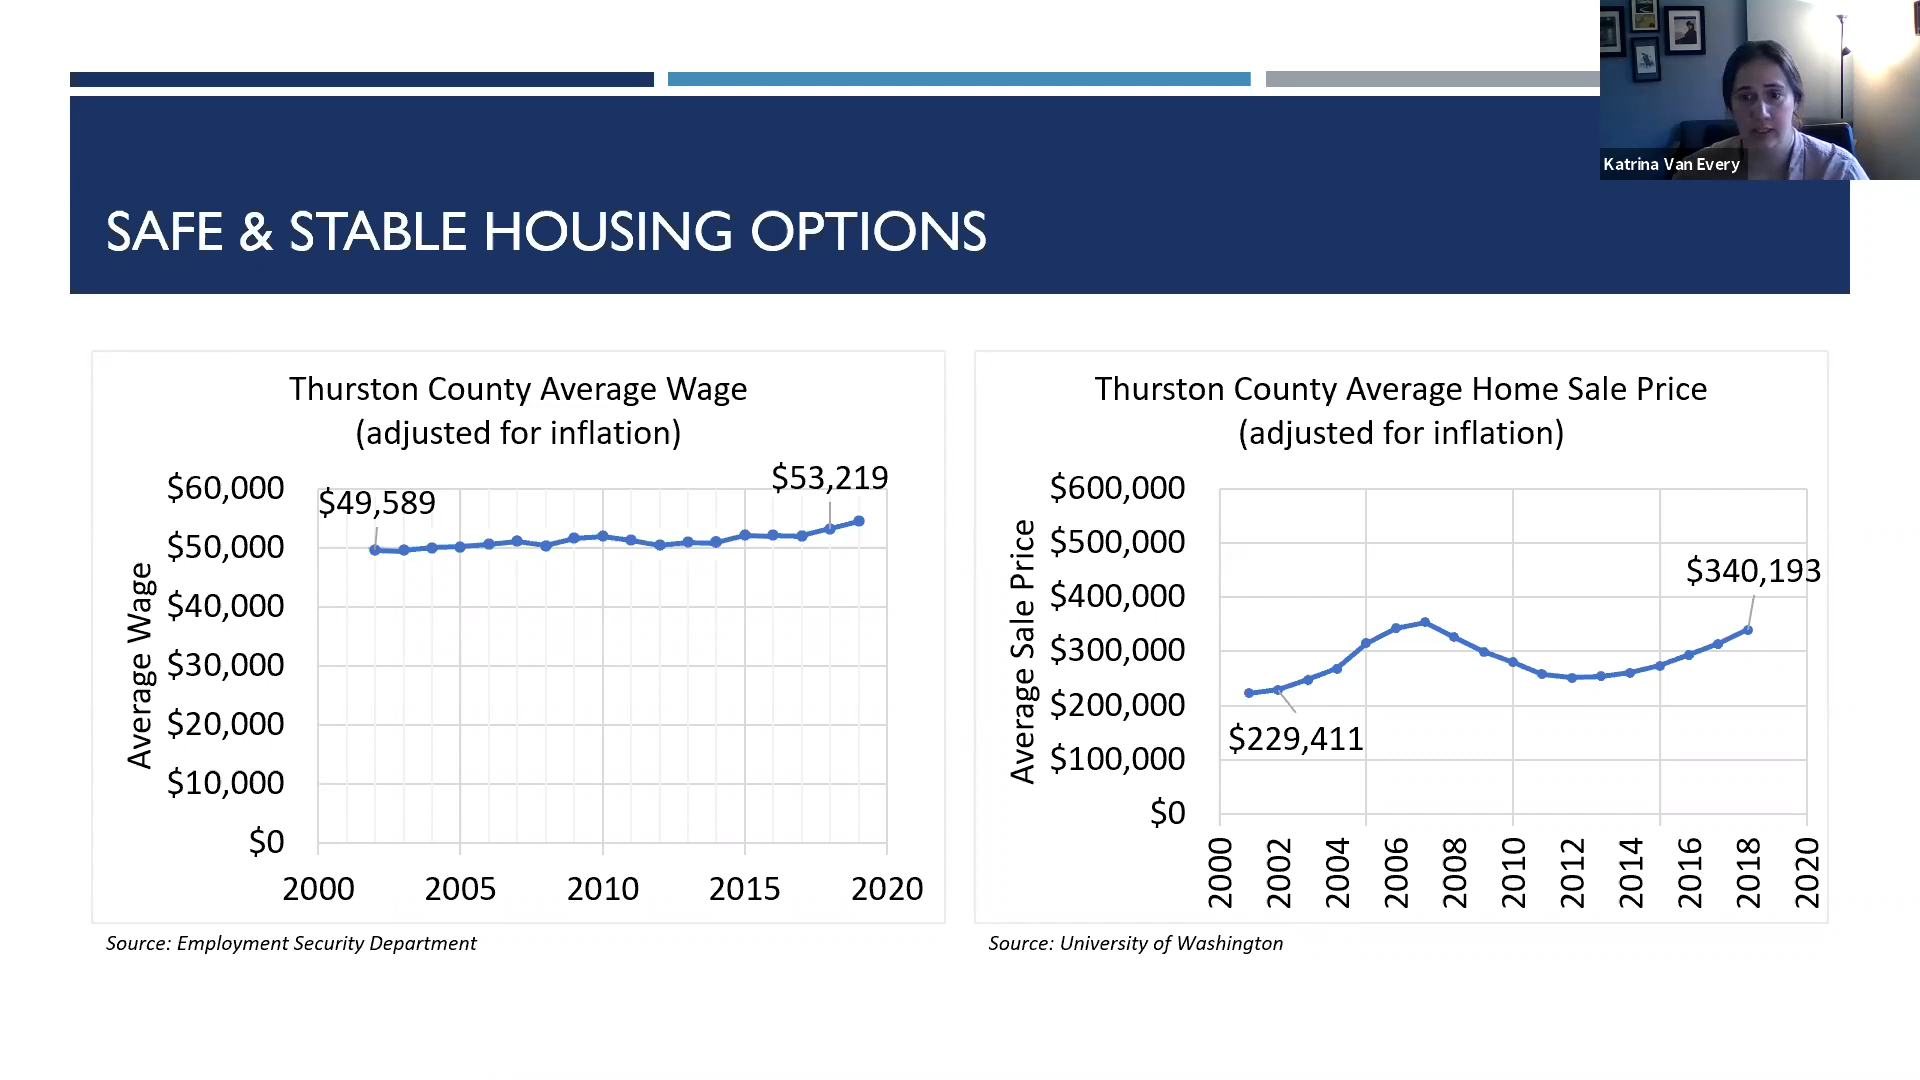 Katrina Van Every
SAFE & STABLE HOUSING OPTIONS
Thurston County Average Wage
(adjusted for inflation)
Average Wage
$60,000
$50,000
$40,000
$30,000
$20,000
$10,000
$0
$49,589
$53,219
2000 2005 2010 2015 2020
Source: Employment Security Department
Thurston County Average Home Sale Price
(adjusted for inflation)
Average Sale Price
$600,000
$500,000
$400,000
$300,000
$200,000
$100,000
$0
$340,193
$229,411
2000 2002 2004 2006 2008 2010 2012 2014 2016 2018 2020
Source: University of Washington